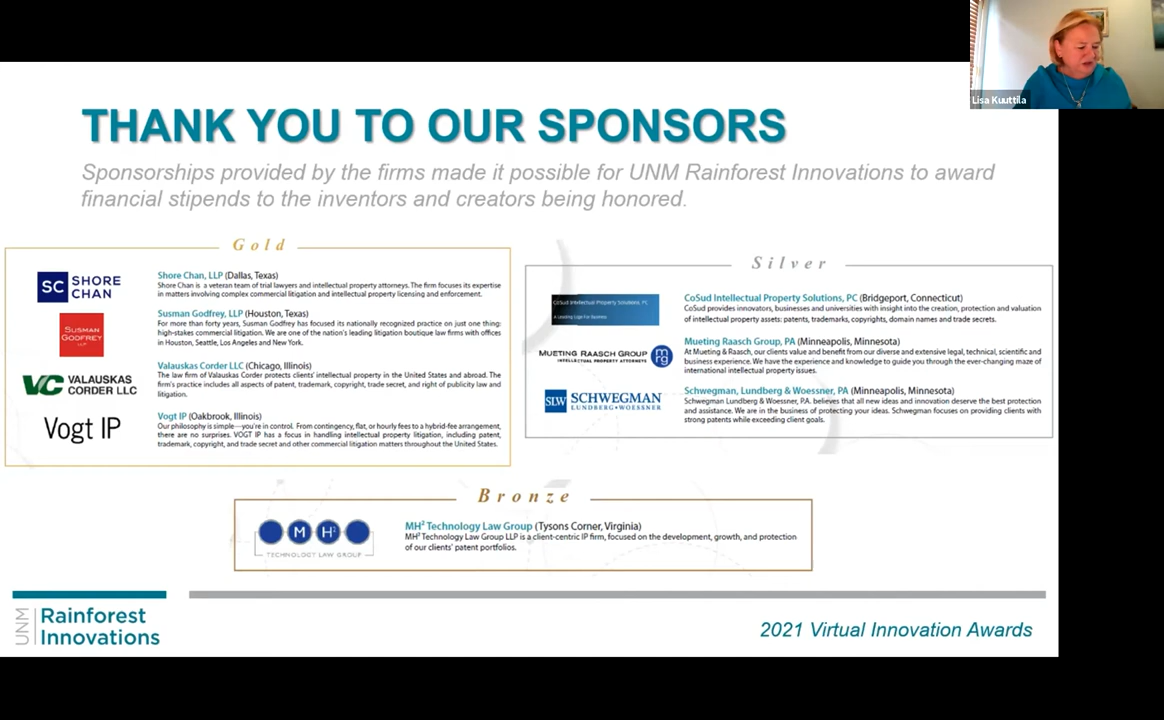 Lisa Kuuttila
THANK YOU TO OUR SPONSORS
Sponsorships provided by the firms made it possible for UNM Rainforest Innovations to award
financial stipends to the inventors and creators being honored.
Gold
SC SHORE
CHAN
Shore Chan, LLP (Dallas, Texas)
Shore Chan is a veteran team of trial lawyers and intellectual property attorneys. The firm focuses its expertise
in matters involving complex commercial litigation and intellectual property licensing and enforcement.
SUSMAN
GODFREY
LLP
Susman Godfrey, LLP (Houston, Texas)
For more than forty years, Susman Godfrey has focused its nationally recognized practice on just one thing:
high-stakes commercial litigation. We are one of the nation's leading litigation boutique law firms with offices
in Houston, Seattle, Los Angeles and New York.
VC VALAUSKAS
CORDER LLC
Valauskas Corder LLC (Chicago, Illinois)
The law firm of Valauskas Corder protects clients' intellectual property in the United States and abroad. The
firm's practice includes all aspects of patent, trademark, copyright, trade secret, and right of publicity law and
litigation.
Vogt IP
Vogt IP (Oakbrook, Illinois)
Our philosophy is simple—you're in control. From contingency, flat, or hourly fees to a hybrid-fee arrangement,
there are no surprises. VOGT IP has a focus in handling intellectual property litigation, including patent,
trademark, copyright, and trade secret and other commercial litigation matters throughout the United States.
Silver
CoSud Intellectual Property Solutions, PC
A Leading Logo For Business
CoSud Intellectual Property Solutions, PC (Bridgeport, Connecticut)
CoSud provides innovators, businesses and universities with insight into the creation, protection and valuation
of intellectual property assets: patents, trademarks, copyrights, domain names and trade secrets.
MUETING RAASCH GROUP
INTELLECTUAL PROPERTY ATTORNEYS
mrg
Mueting Raasch Group, PA (Minneapolis, Minnesota)
At Mueting & Raasch, our clients value and benefit from our diverse and extensive legal, technical, scientific and
business experience. We have the experience and knowledge to guide you through the ever-changing maze of
international intellectual property issues.
SLW SCHWEGMAN
LUNDBERG • WOESSNER
Schwegman, Lundberg & Woessner, PA (Minneapolis, Minnesota)
Schwegman Lundberg & Woessner, P.A. believes that all new ideas and innovation deserve the best protection
and assistance. We are in the business of protecting your ideas. Schwegman focuses on providing clients with
strong patents while exceeding client goals.
Bronze
M H²
TECHNOLOGY LAW GROUP
MH² Technology Law Group (Tysons Corner, Virginia)
MH² Technology Law Group LLP is a client-centric IP firm, focused on the development, growth, and protection
of our clients' patent portfolios.
UNM Rainforest
Innovations
2021 Virtual Innovation Awards